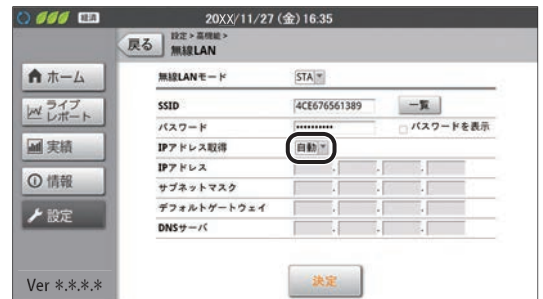 経済
20XX/11/27 (金) 16:35
戻る
設定 > 高機能 >
無線LAN
ホーム
ライブ
レポート
実績
情報
設定
Ver *.*.*.*
無線LANモード STA
SSID 4CE676561389 一覧
パスワード ********** パスワードを表示
IPアドレス取得 自動
IPアドレス . . .
サブネットマスク . . .
デフォルトゲートウェイ . . .
DNSサーバ . . .
決定